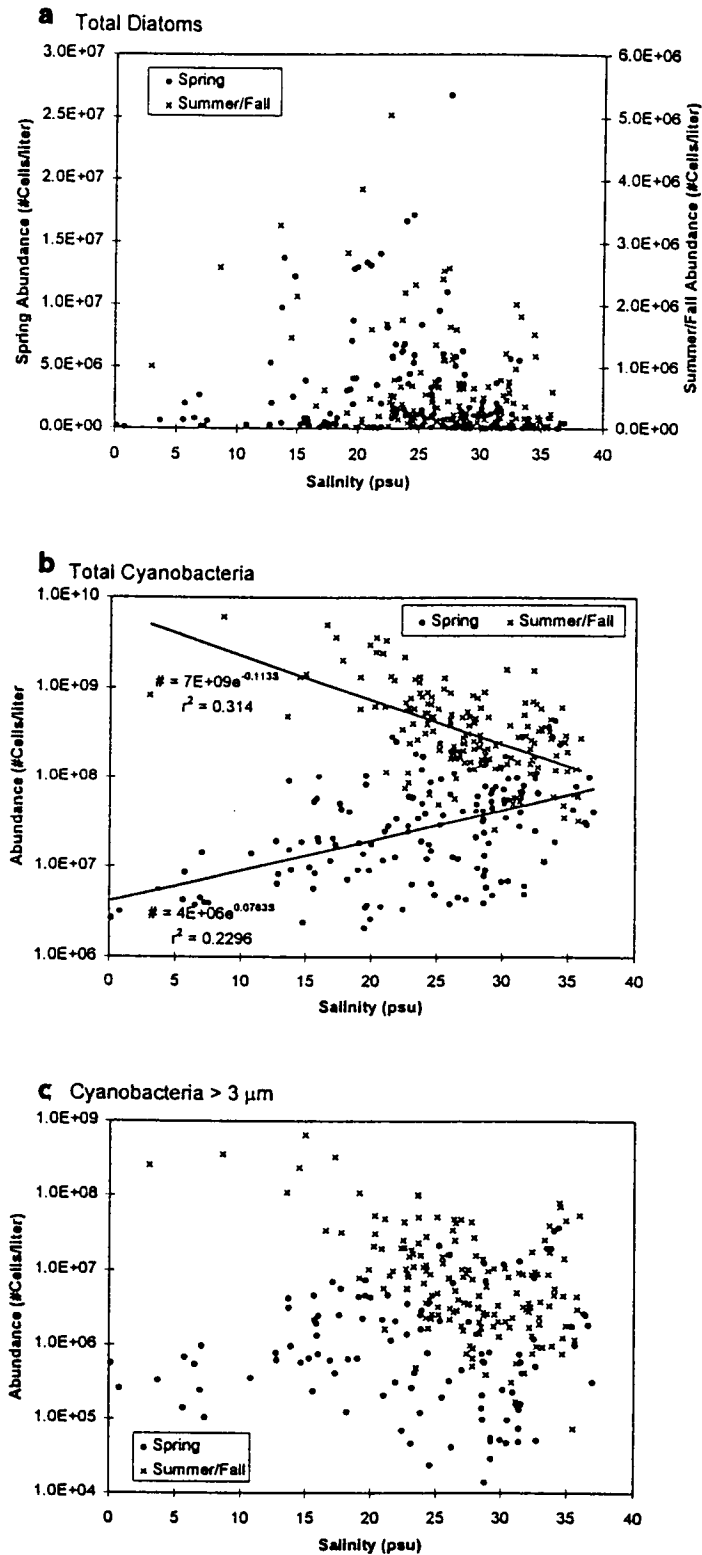 a Total Diatoms
3.0E+07
2.5E+07
2.0E+07
1.5E+07
1.0E+07
5.0E+06
0.0E+00
Spring Abundance (#Cells/liter)
6.0E+06
5.0E+06
4.0E+06
3.0E+06
2.0E+06
1.0E+06
0.0E+00
Summer/Fall Abundance (#Cells/liter)
Spring
Summer/Fall
0 5 10 15 20 25 30 35 40
Salinity (psu)
b Total Cyanobacteria
1.0E+10
1.0E+09
1.0E+08
1.0E+07
1.0E+06
Abundance (#Cells/liter
Spring Summer/Fall
# = 7E+09e^-0.113S
r² = 0.314
# = 4E+06e^0.0763S
r² = 0.2296
0 5 10 15 20 25 30 35 40
Salinity (psu)
c Cyanobacteria > 3 μm
1.0E+09
1.0E+08
1.0E+07
1.0E+06
1.0E+05
1.0E+04
Abundance (#Cells/liter)
Spring
Summer/Fall
0 5 10 15 20 25 30 35 40
Salinity (psu)